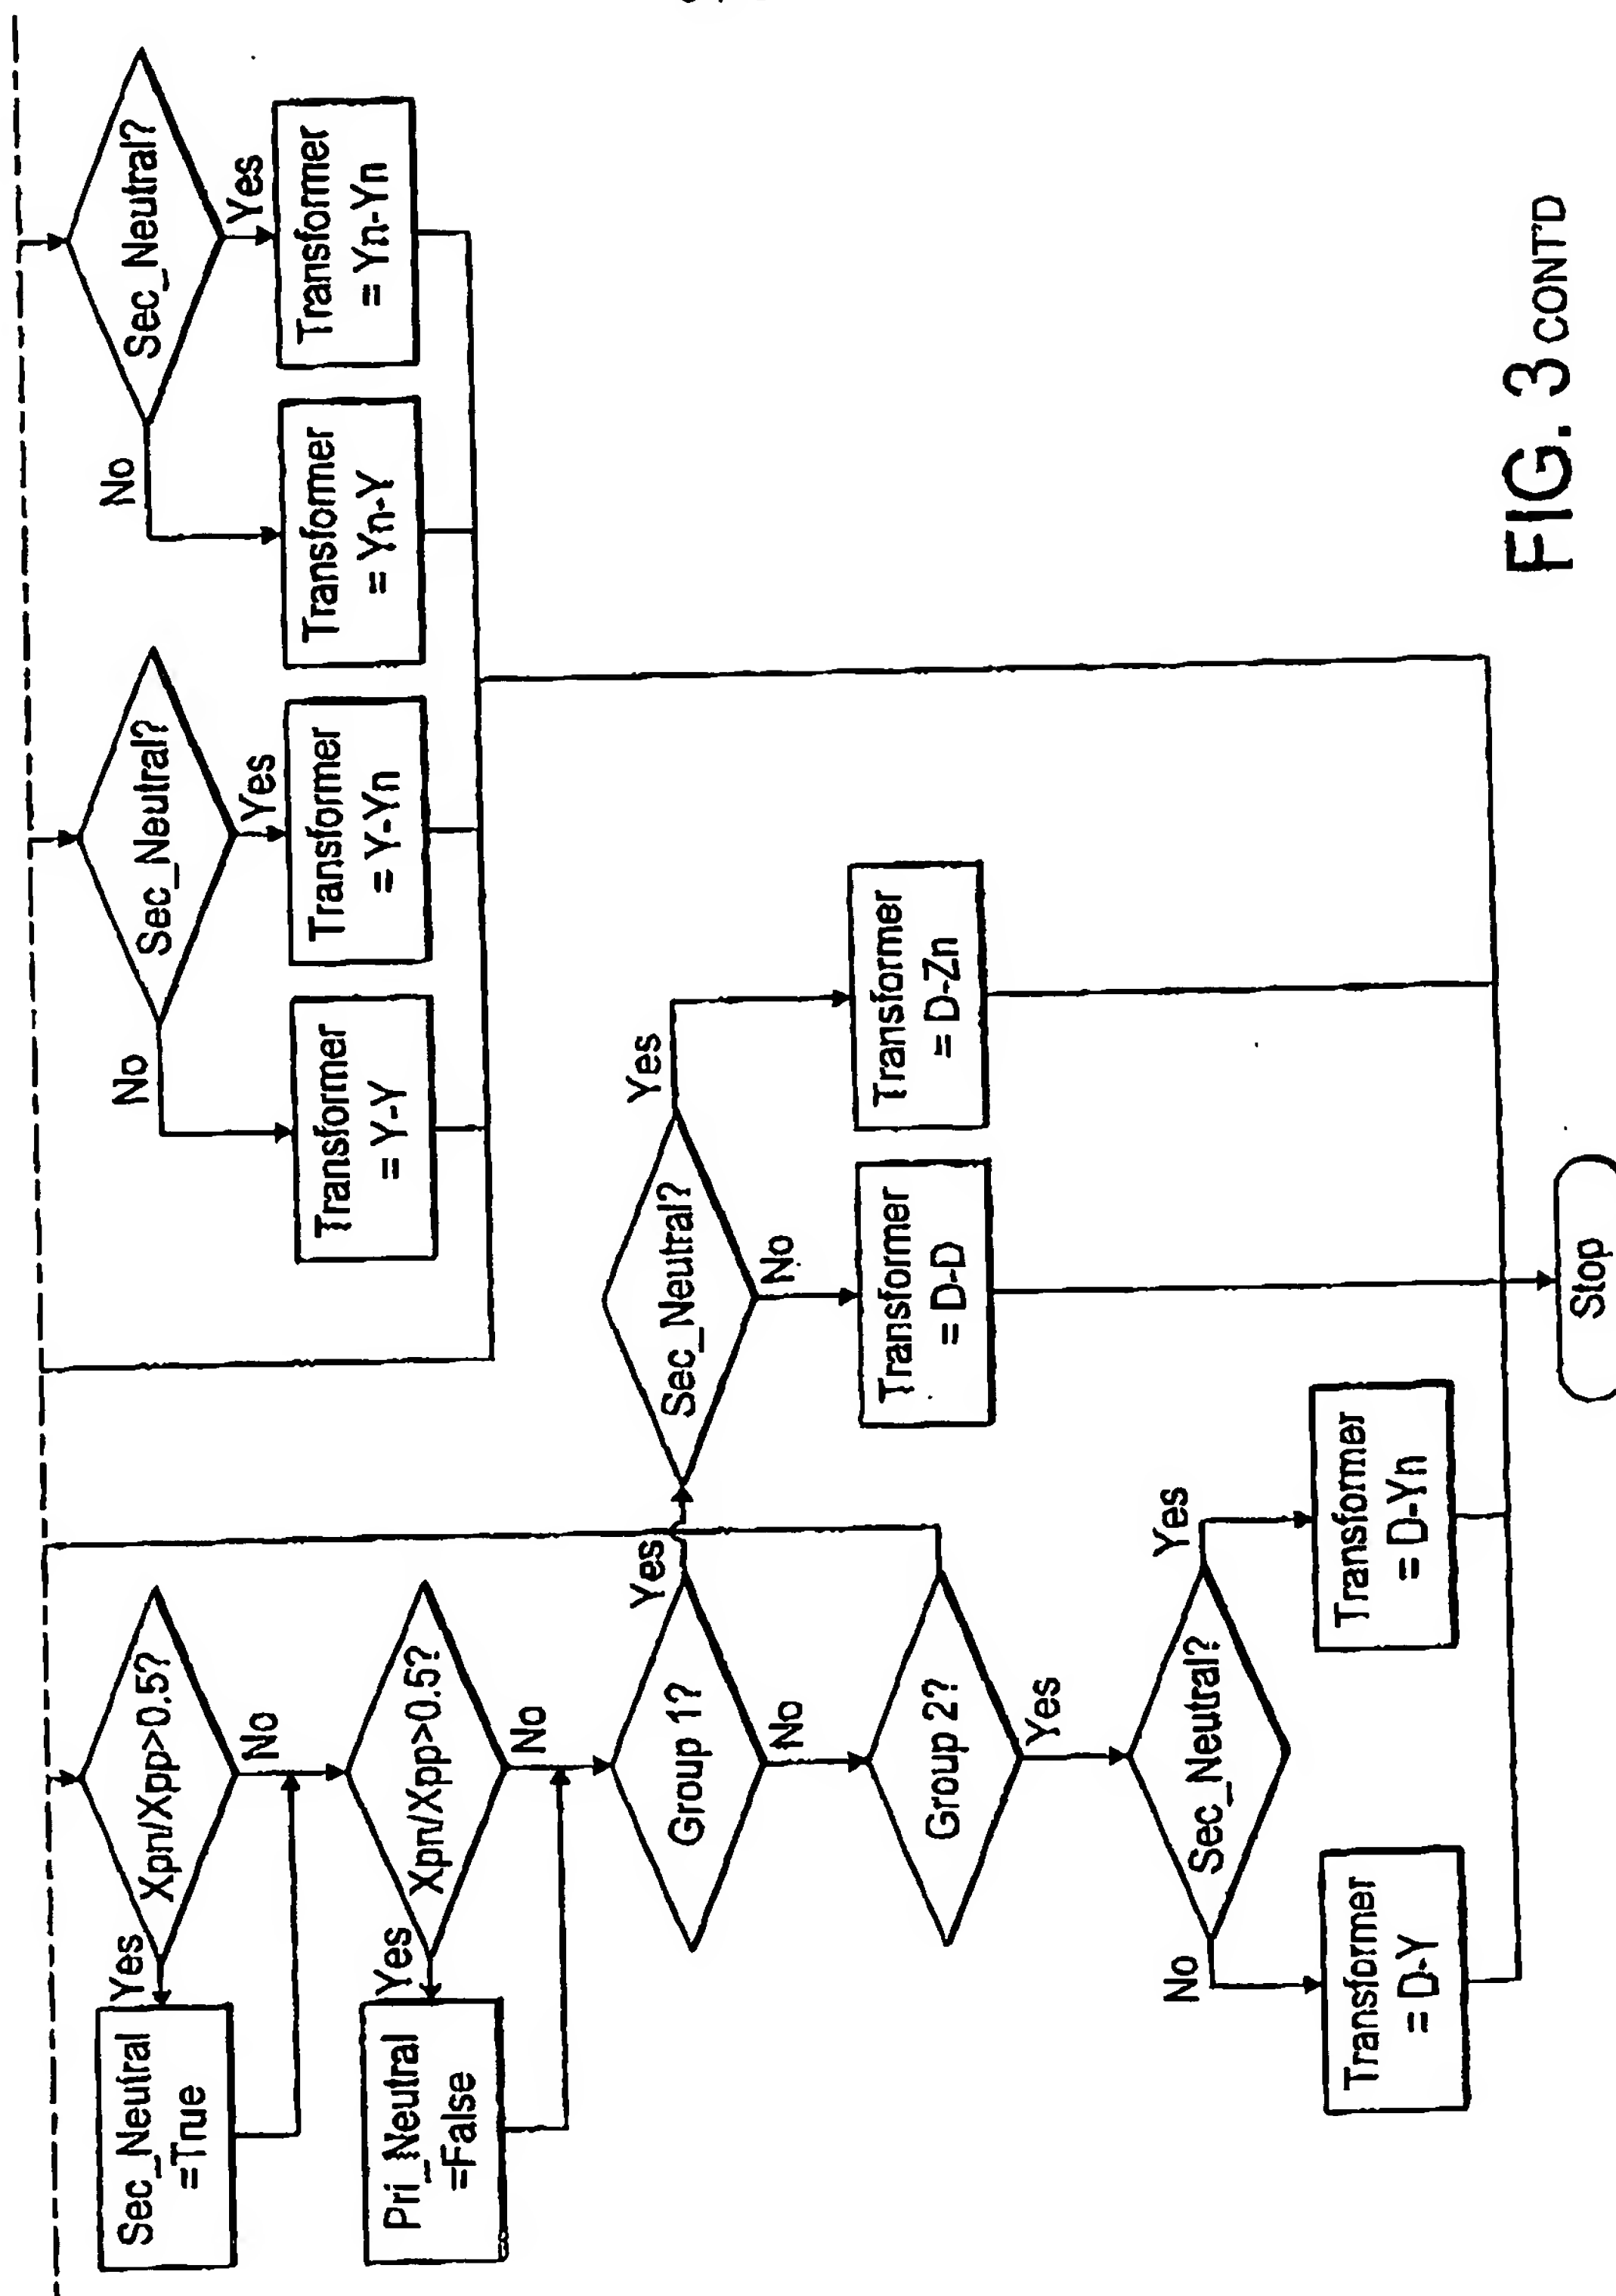 Xpn/Xpp>0.5?
Yes
No
Sec_Neutral
=True
Xpn/Xpp>0.5?
Yes
No
Pri_Neutral
=False
Group 1?
Yes
No
Group 2?
Yes
Sec_Neutral?
No
Yes
Transformer
= D-Y
Transformer
= D-Yn
Sec_Neutral?
Yes
No
Transformer
= D-D
Transformer
= D-Zn
Sec_Neutral?
No
Yes
Transformer
= Y-Y
Transformer
= Y-Yn
Sec_Neutral?
No
Yes
Transformer
= Yn-Y
Transformer
= Yn-Yn
Stop
FIG. 3 CONT'D